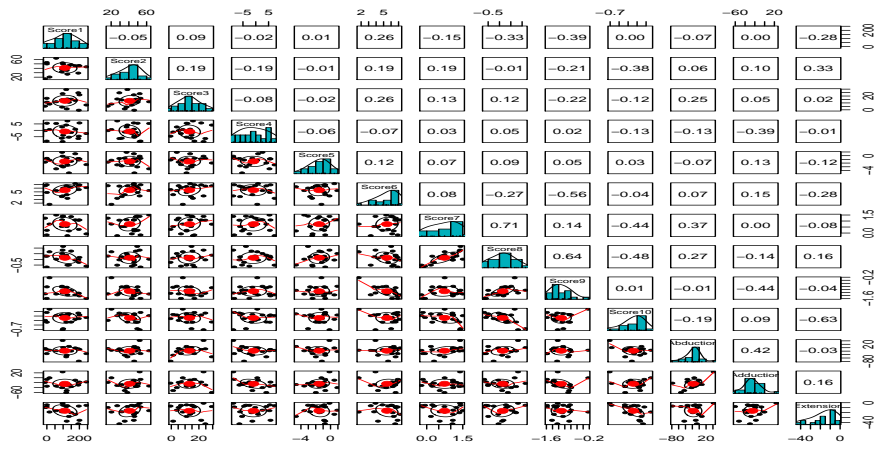 20 60 −5 5 2 5 8 −0.5 −0.7 −60 20
Score1 −0.05 0.09 −0.02 0.01 0.26 −0.15 −0.33 −0.39 0.00 −0.07 0.00 −0.28 0 200
20 60 Score2 0.19 −0.19 −0.01 0.19 0.19 −0.01 −0.21 −0.38 0.06 0.10 0.33
Score3 −0.08 −0.02 0.26 0.13 0.12 −0.22 −0.12 0.25 0.05 0.02 0 20
−5 5 Score4 −0.06 −0.07 0.03 0.05 0.02 −0.13 −0.13 −0.39 −0.01
Score5 0.12 0.07 0.09 0.05 0.03 −0.07 0.13 −0.12 −4 0
2 5 Score6 0.08 −0.27 −0.56 −0.04 0.07 0.15 −0.28
Score7 0.71 0.14 −0.44 0.37 0.00 −0.08 0.0 1.5
−0.5 Score8 0.64 −0.48 0.27 −0.14 0.16
Score9 0.01 −0.01 −0.44 −0.04 −1.6 −0.2
−0.7 Score10 −0.19 0.09 −0.63
Abduction 0.42 −0.03 −80 20
−60 20 Adduction 0.16
Extension −40 0
0 200 0 20 −4 0 0.0 1.5 −1.6 −0.2 −80 20 −40 0